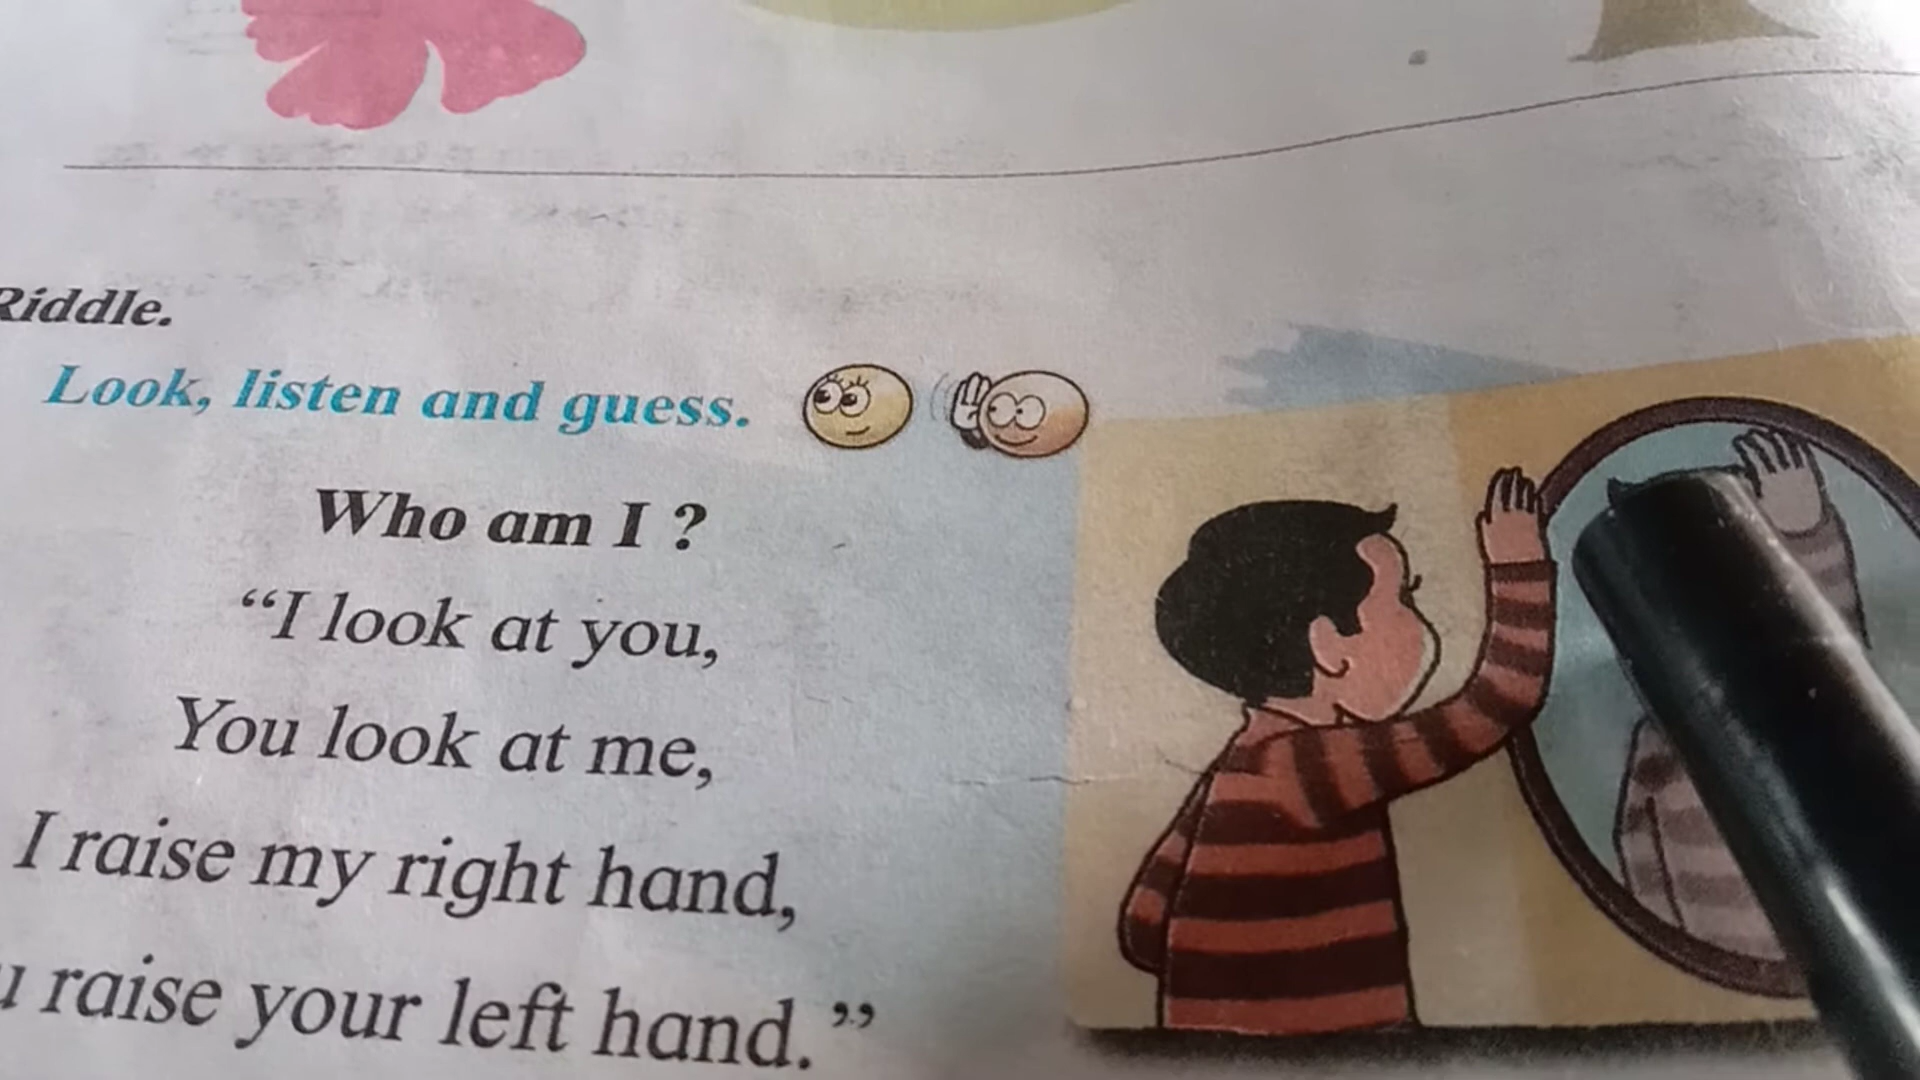 Riddle.
Look, listen and guess.
Who am I ?
“I look at you,
You look at me,
I raise my right hand,
raise your left hand.”